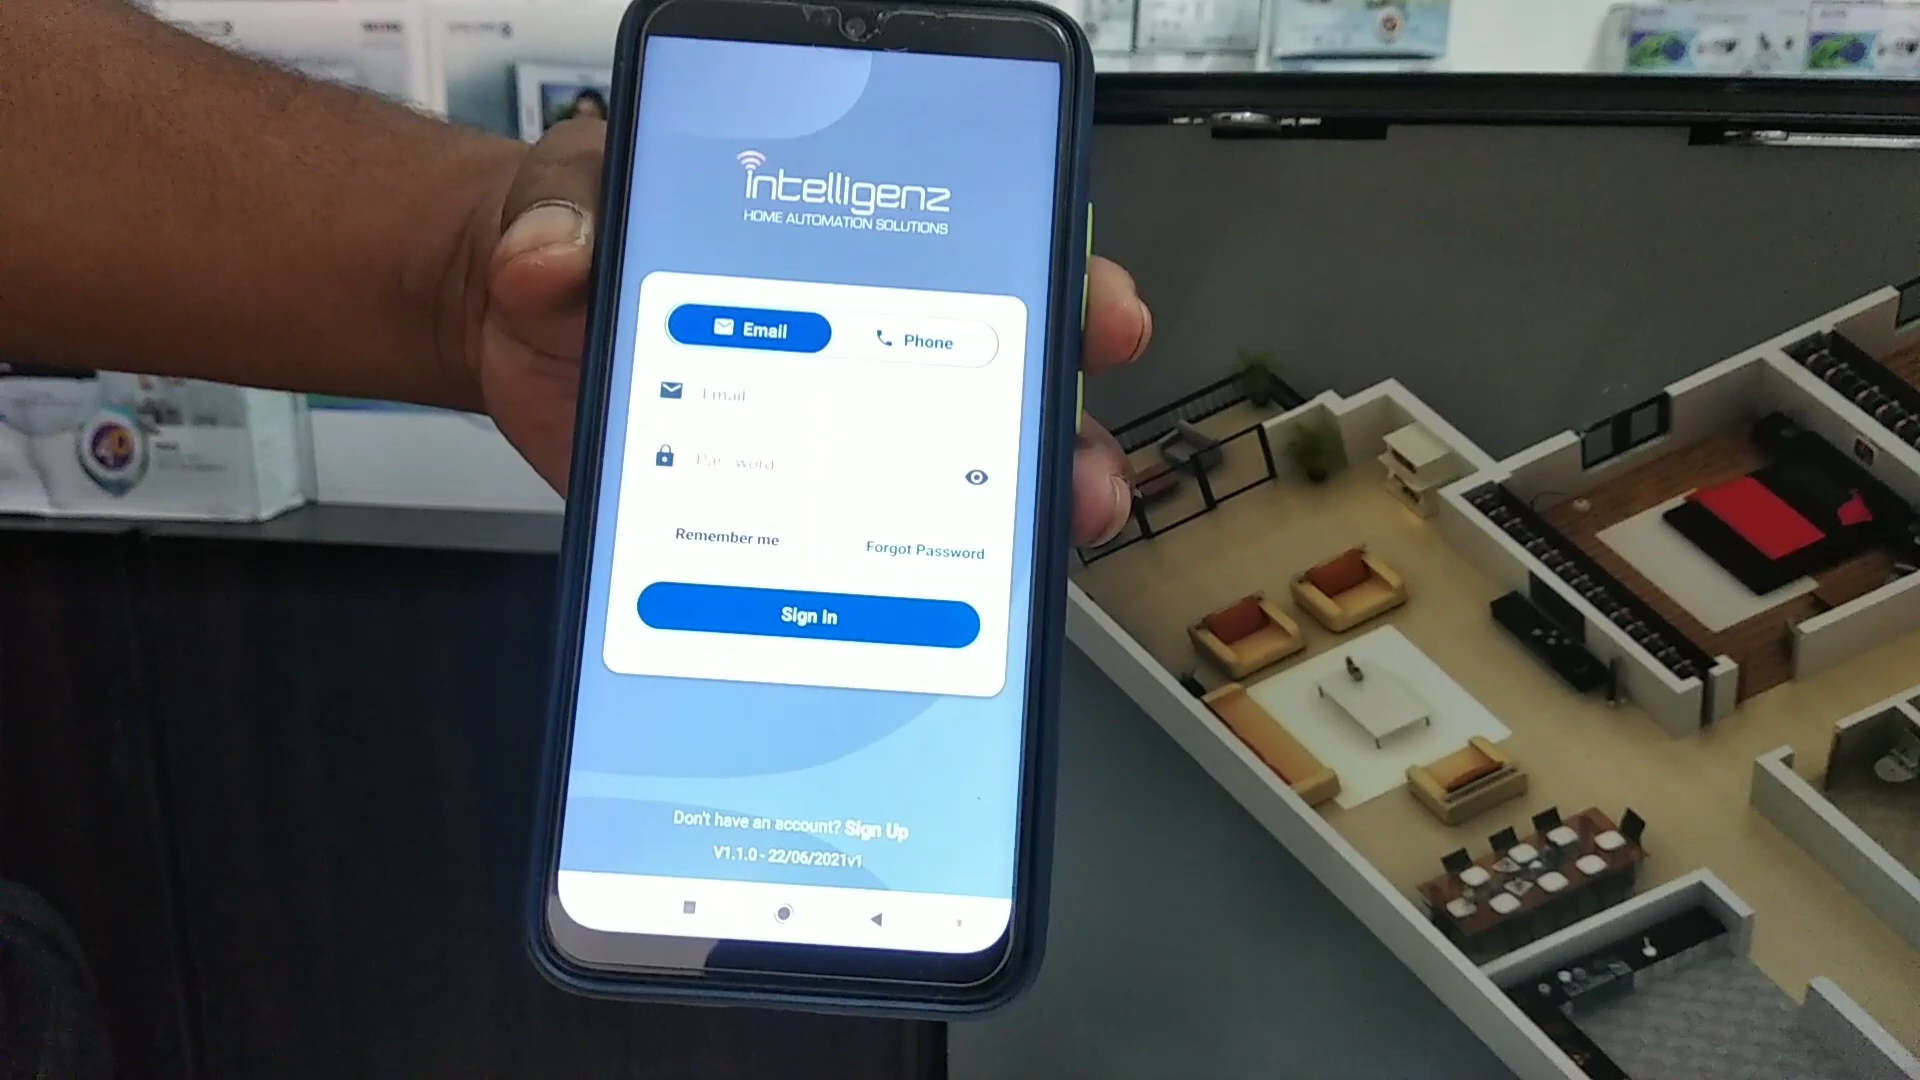 intelligenz
HOME AUTOMATION SOLUTIONS
Email
Phone
Email
Password
Remember me
Forgot Password
Sign In
Don't have an account? Sign Up
V1.1.0 - 22/06/2021v1